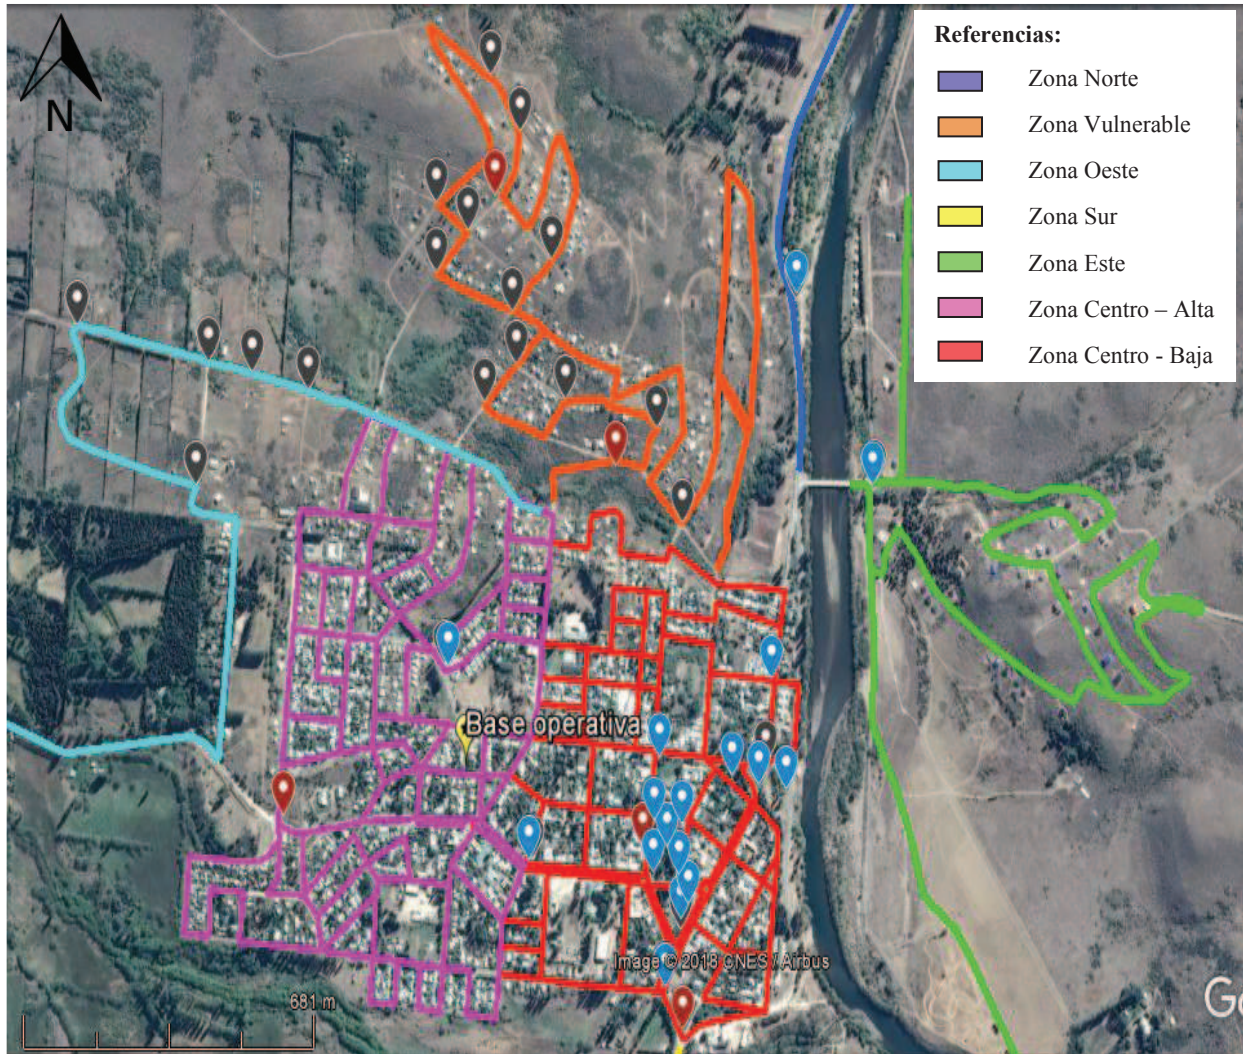 Referencias:
Zona Norte
Zona Vulnerable
Zona Oeste
Zona Sur
Zona Este
Zona Centro – Alta
Zona Centro - Baja
N
Base operativa
Image © 2018 CNES / Airbus
681 m
Go